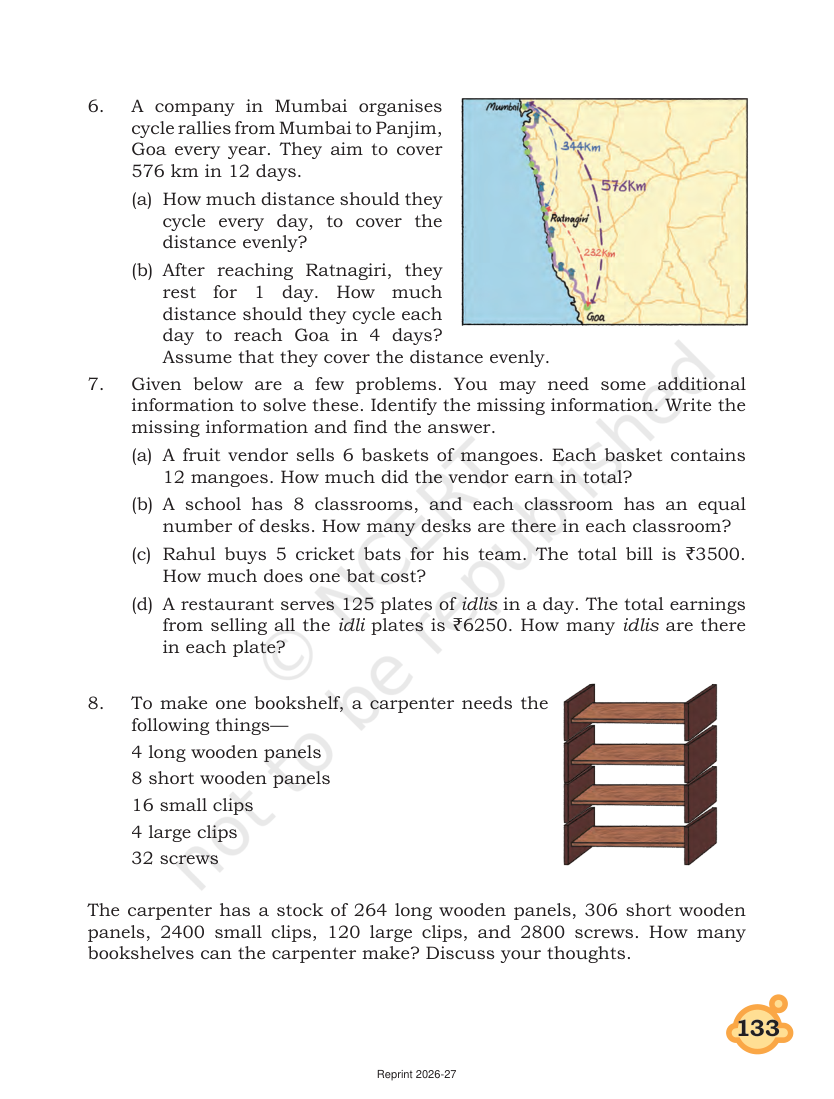 6. A company in Mumbai organises
cycle rallies from Mumbai to Panjim,
Goa every year. They aim to cover
576 km in 12 days.
(a) How much distance should they
cycle every day, to cover the
distance evenly?
(b) After reaching Ratnagiri, they
rest for 1 day. How much
distance should they cycle each
day to reach Goa in 4 days?
Assume that they cover the distance evenly.
Mumbai
344Km
576Km
Ratnagiri
232Km
Goa
7. Given below are a few problems. You may need some additional
information to solve these. Identify the missing information. Write the
missing information and find the answer.
(a) A fruit vendor sells 6 baskets of mangoes. Each basket contains
12 mangoes. How much did the vendor earn in total?
(b) A school has 8 classrooms, and each classroom has an equal
number of desks. How many desks are there in each classroom?
(c) Rahul buys 5 cricket bats for his team. The total bill is ₹3500.
How much does one bat cost?
(d) A restaurant serves 125 plates of idlis in a day. The total earnings
from selling all the idli plates is ₹6250. How many idlis are there
in each plate?
8. To make one bookshelf, a carpenter needs the
following things—
4 long wooden panels
8 short wooden panels
16 small clips
4 large clips
32 screws
The carpenter has a stock of 264 long wooden panels, 306 short wooden
panels, 2400 small clips, 120 large clips, and 2800 screws. How many
bookshelves can the carpenter make? Discuss your thoughts.
© NCERT
not to be republished
133
Reprint 2026-27